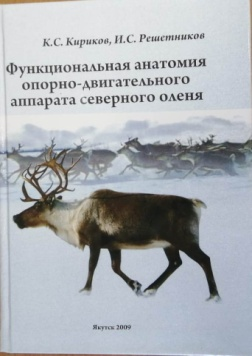 К.С. Кириков, И.С. Решетников
Функциональная анатомия
опорно-двигательного
аппарата северного оленя
Якутск 2009